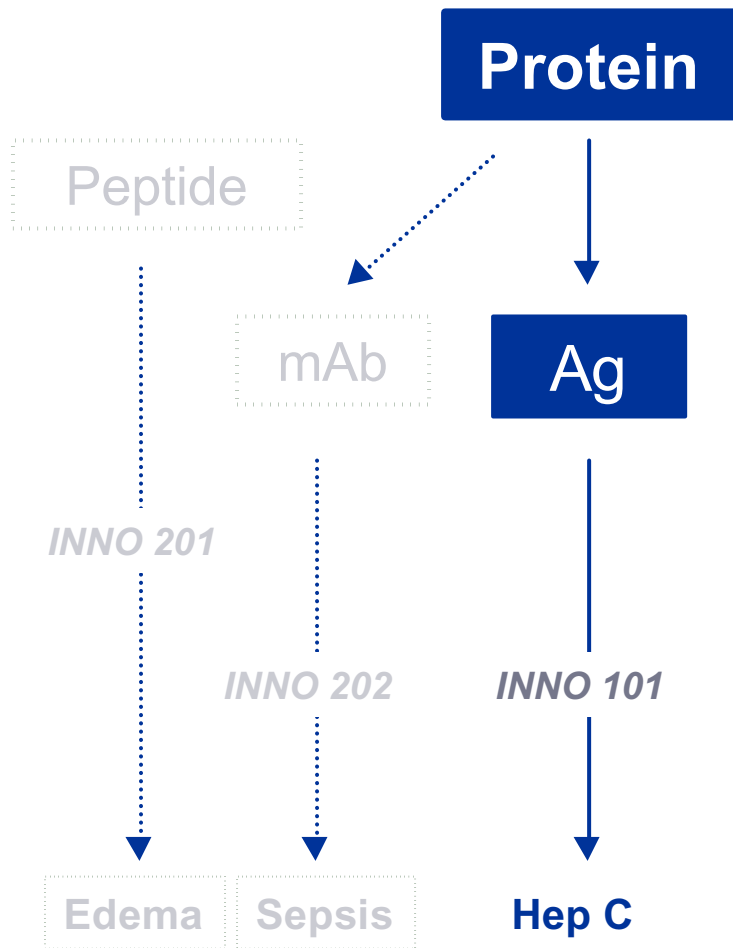 Protein
Peptide
mAb
Ag
INNO 201
INNO 202
INNO 101
Edema
Sepsis
Hep C